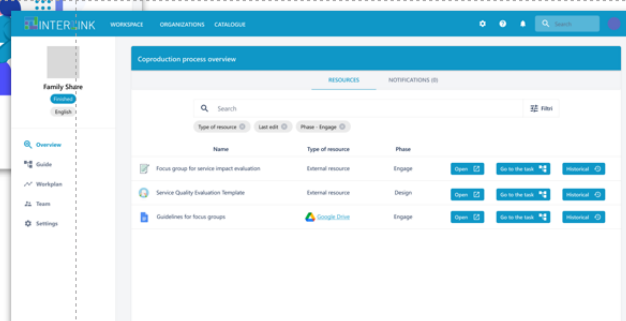 INTERLINK WORKSPACE ORGANIZATIONS CATALOGUE Search
Family Share
Finished
English
Overview
Guide
Workplan
Team
Settings
Coproduction process overview
RESOURCES NOTIFICATIONS (0)
Search Filtri
Type of resource Last edit Phase - Engage
Name Type of resource Phase
Focus group for service impact evaluation External resource Engage Open Go to the task Historical
Service Quality Evaluation Template External resource Design Open Go to the task Historical
Guidelines for focus groups Google Drive Engage Open Go to the task Historical